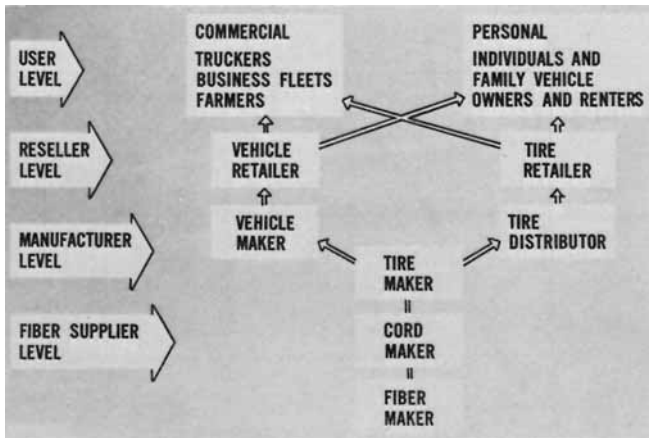 USER
LEVEL
COMMERCIAL
TRUCKERS
BUSINESS FLEETS
FARMERS
PERSONAL
INDIVIDUALS AND
FAMILY VEHICLE
OWNERS AND RENTERS
RESELLER
LEVEL
VEHICLE
RETAILER
TIRE
RETAILER
MANUFACTURER
LEVEL
VEHICLE
MAKER
TIRE
DISTRIBUTOR
TIRE
MAKER
FIBER SUPPLIER
LEVEL
CORD
MAKER
FIBER
MAKER